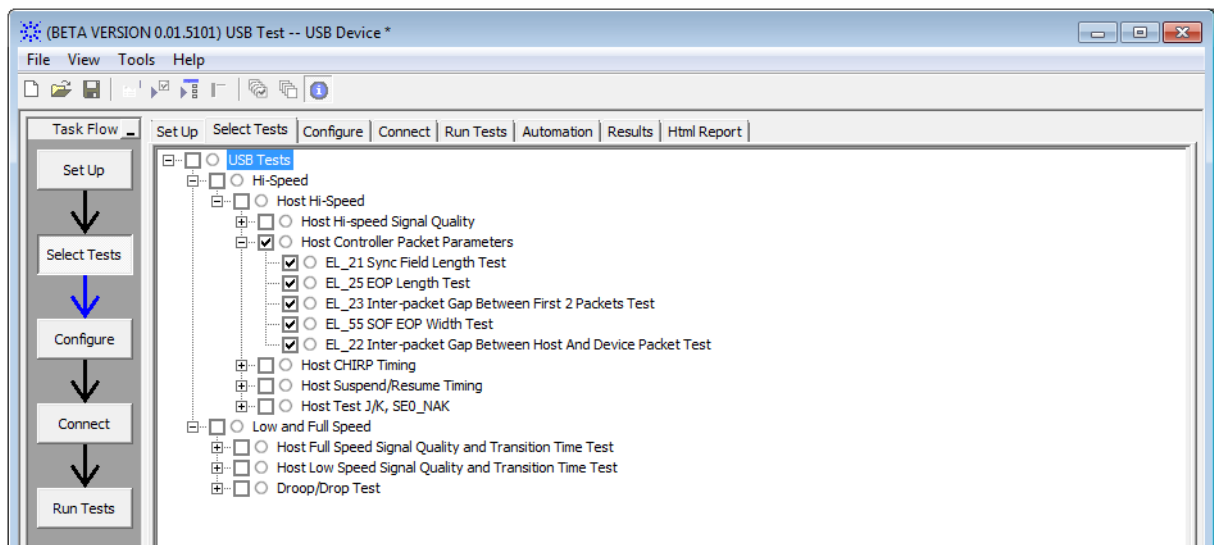 (BETA VERSION 0.01.5101) USB Test -- USB Device *
File View Tools Help
Task Flow
Set Up Select Tests Configure Connect Run Tests Automation Results Html Report
Set Up
Select Tests
Configure
Connect
Run Tests
USB Tests
Hi-Speed
Host Hi-Speed
Host Hi-speed Signal Quality
Host Controller Packet Parameters
EL_21 Sync Field Length Test
EL_25 EOP Length Test
EL_23 Inter-packet Gap Between First 2 Packets Test
EL_55 SOF EOP Width Test
EL_22 Inter-packet Gap Between Host And Device Packet Test
Host CHIRP Timing
Host Suspend/Resume Timing
Host Test J/K, SE0_NAK
Low and Full Speed
Host Full Speed Signal Quality and Transition Time Test
Host Low Speed Signal Quality and Transition Time Test
Droop/Drop Test